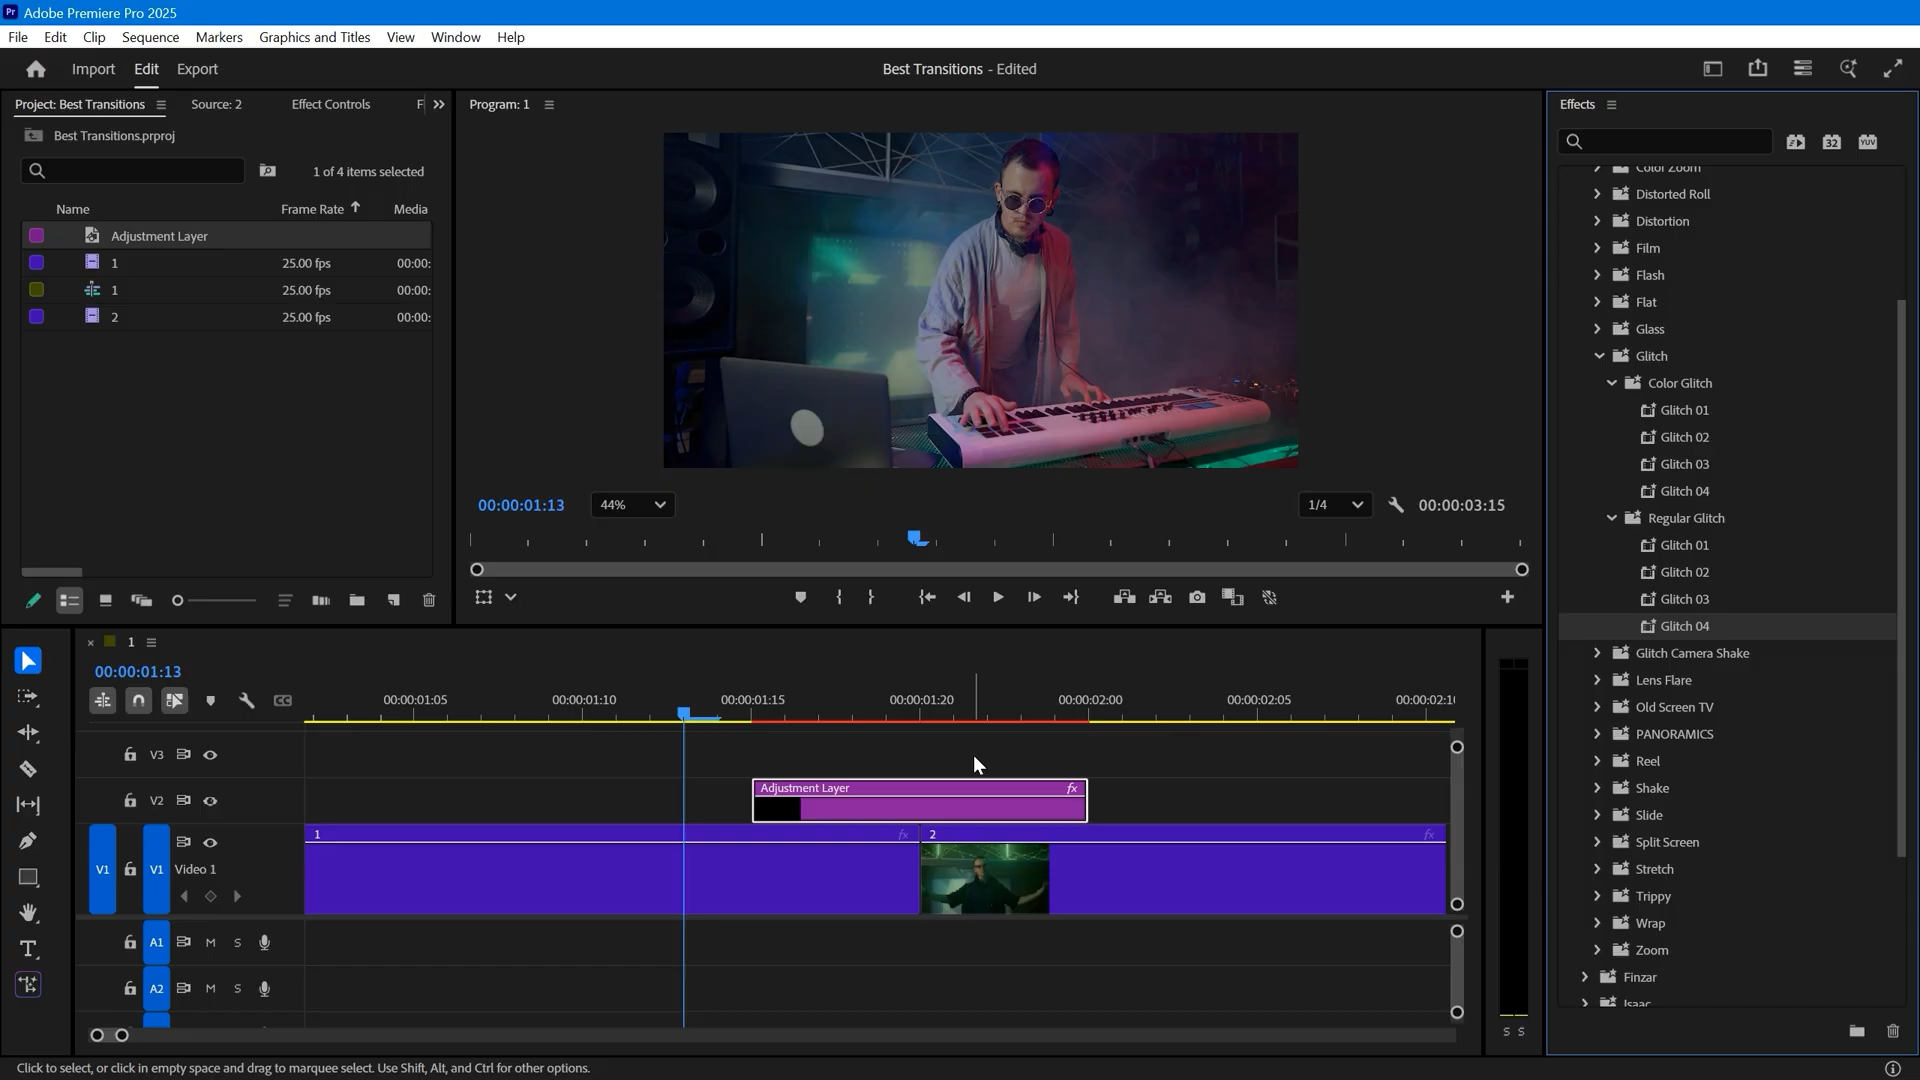 Adobe Premiere Pro 2025
File Edit Clip Sequence Markers Graphics and Titles View Window Help
Import Edit Export
Best Transitions - Edited
Project: Best Transitions Source: 2 Effect Controls F
Best Transitions.prproj
1 of 4 items selected
Name Frame Rate Media
Adjustment Layer
1 25.00 fps 00:00:
1 25.00 fps 00:00:
2 25.00 fps 00:00:
Program: 1
00:00:01:13 44% 1/4 00:00:03:15
Effects
32 YUV
Color Zoom
Distorted Roll
Distortion
Film
Flash
Flat
Glass
Glitch
Color Glitch
Glitch 01
Glitch 02
Glitch 03
Glitch 04
Regular Glitch
Glitch 01
Glitch 02
Glitch 03
Glitch 04
Glitch Camera Shake
Lens Flare
Old Screen TV
PANORAMICS
Reel
Shake
Slide
Split Screen
Stretch
Trippy
Wrap
Zoom
Finzar
Isaac
1
00:00:01:13
CC
00:00:01:05 00:00:01:10 00:00:01:15 00:00:01:20 00:00:02:00 00:00:02:05 00:00:02:10
V3
V2
Adjustment Layer fx
1 fx 2 fx
V1 V1 Video 1
A1 M S
A2 M S
S S
Click to select, or click in empty space and drag to marquee select. Use Shift, Alt, and Ctrl for other options.